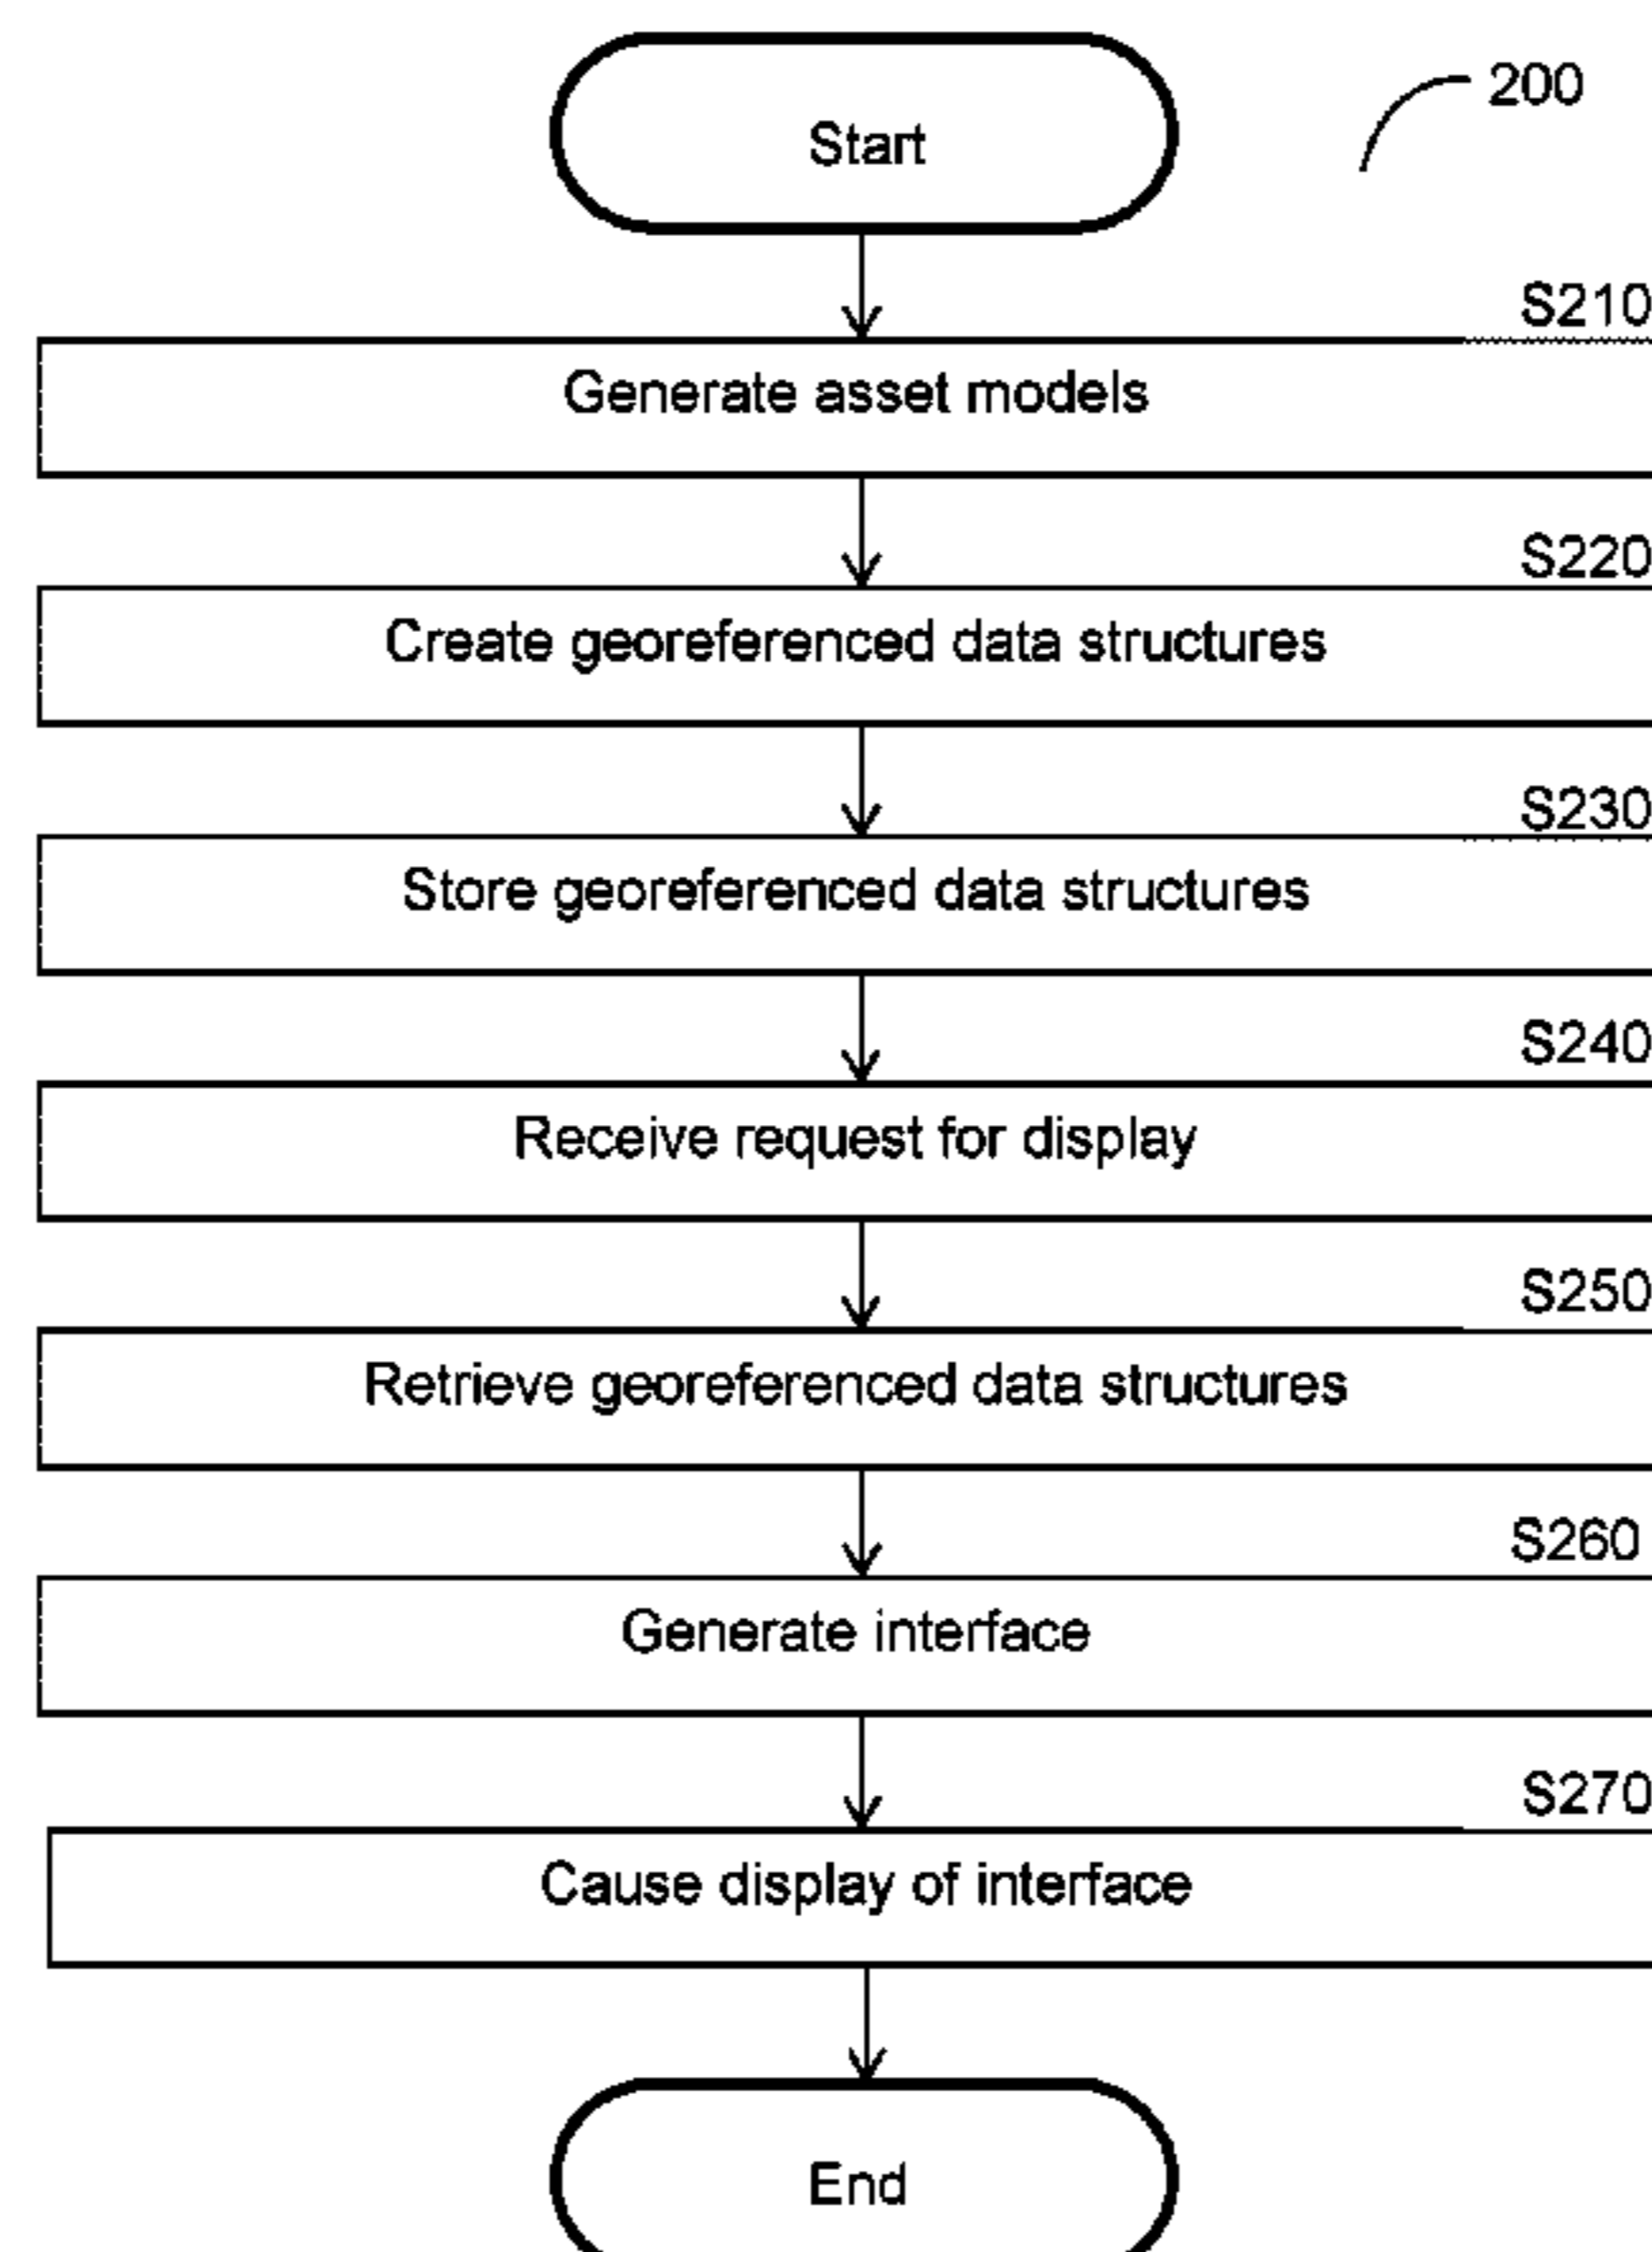 Start
200
S210
Generate asset models
S220
Create georeferenced data structures
S230
Store georeferenced data structures
S240
Receive request for display
S250
Retrieve georeferenced data structures
S260
Generate interface
S270
Cause display of interface
End